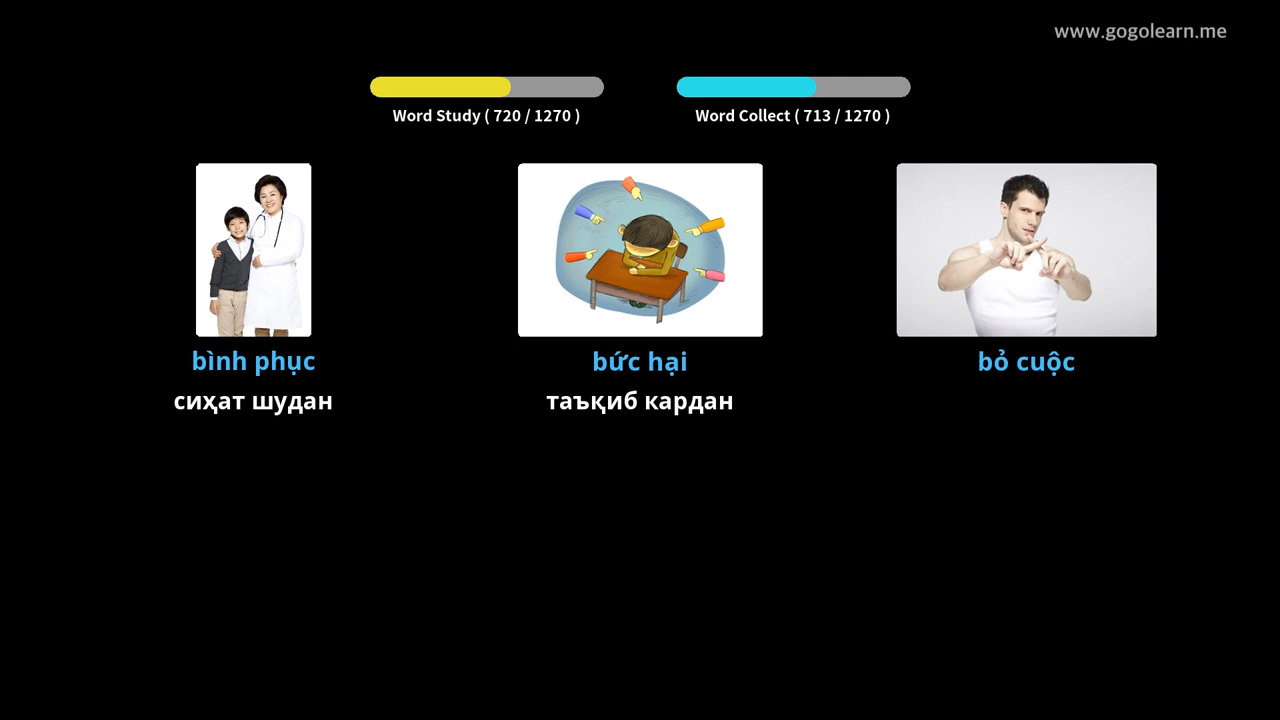 www.gogolearn.me
Word Study ( 720 / 1270 )
Word Collect ( 713 / 1270 )
bình phục
сиҳат шудан
bức hại
таъқиб кардан
bỏ cuộc